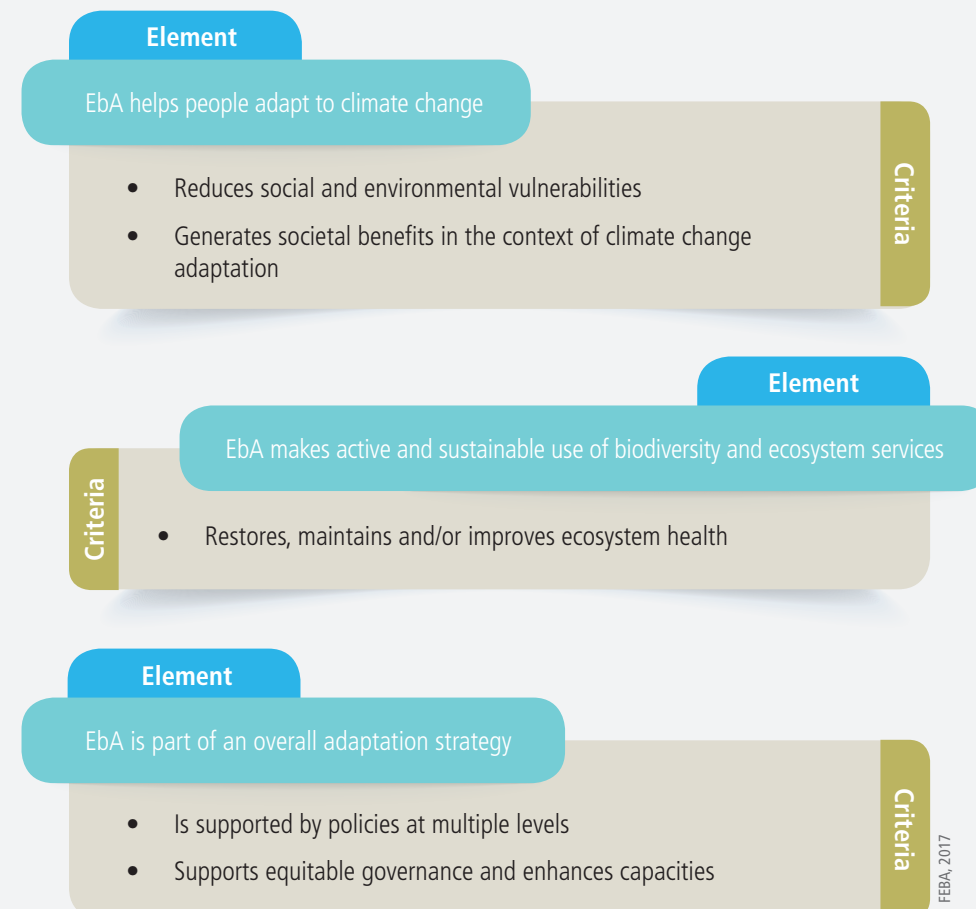 Element
EbA helps people adapt to climate change
Criteria
• Reduces social and environmental vulnerabilities
• Generates societal benefits in the context of climate change
adaptation
Element
EbA makes active and sustainable use of biodiversity and ecosystem services
Criteria
• Restores, maintains and/or improves ecosystem health
Element
EbA is part of an overall adaptation strategy
Criteria
• Is supported by policies at multiple levels
• Supports equitable governance and enhances capacities
FEBA, 2017